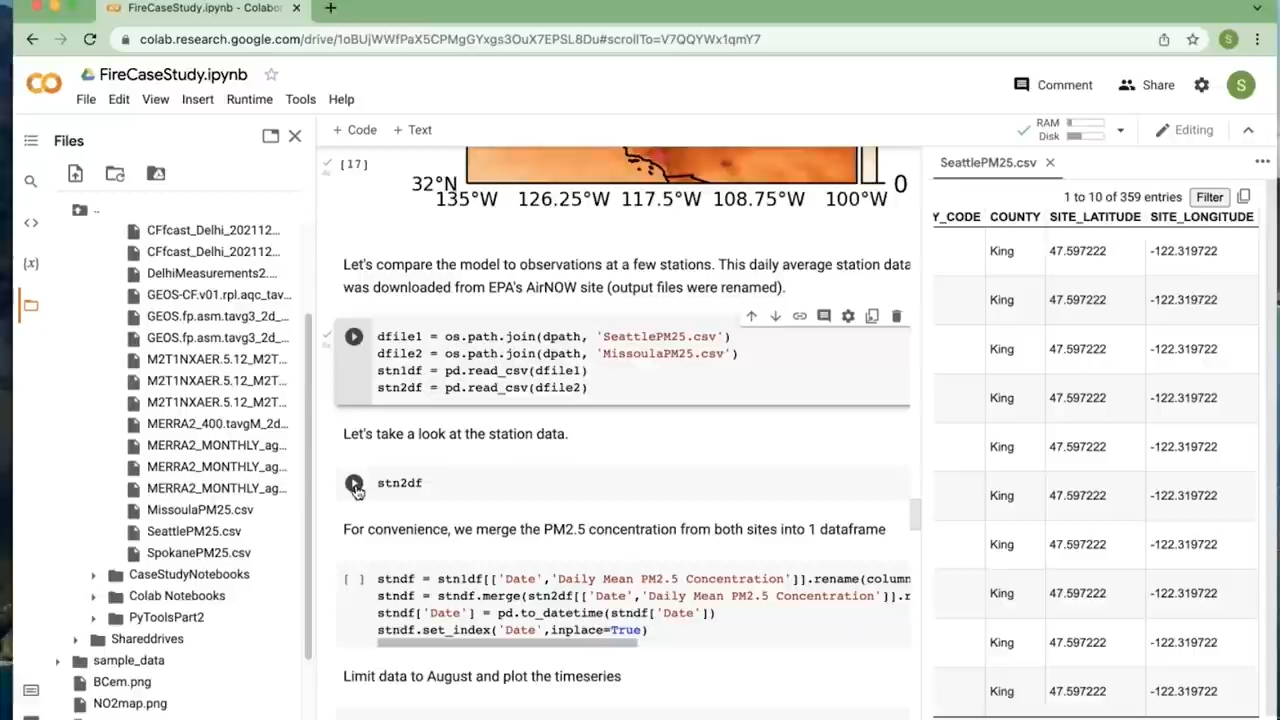 FireCaseStudy.ipynb - Colabo
colab.research.google.com/drive/1oBUjWWfPaX5CPMgGYxgs3OuX7EPSL8Du#scrollTo=V7QQYWx1qmY7
S
FireCaseStudy.ipynb
File Edit View Insert Runtime Tools Help
Comment Share S
Files
+ Code + Text
RAM
Disk
Editing
..
CFfcast_Delhi_202112...
CFfcast_Delhi_202112...
DelhiMeasurements2....
GEOS-CF.v01.rpl.aqc_tav...
GEOS.fp.asm.tavg3_2d_...
GEOS.fp.asm.tavg3_2d_...
M2T1NXAER.5.12_M2T...
M2T1NXAER.5.12_M2T...
M2T1NXAER.5.12_M2T...
MERRA2_400.tavgM_2d...
MERRA2_MONTHLY_ag...
MERRA2_MONTHLY_ag...
MERRA2_MONTHLY_ag...
MissoulaPM25.csv
SeattlePM25.csv
SpokanePM25.csv
CaseStudyNotebooks
Colab Notebooks
PyToolsPart2
Shareddrives
sample_data
BCem.png
NO2map.png
[17]
32°N
0
135°W 126.25°W 117.5°W 108.75°W 100°W
Let's compare the model to observations at a few stations. This daily average station data
was downloaded from EPA's AirNOW site (output files were renamed).
dfile1 = os.path.join(dpath, 'SeattlePM25.csv')
dfile2 = os.path.join(dpath, 'MissoulaPM25.csv')
stn1df = pd.read_csv(dfile1)
stn2df = pd.read_csv(dfile2)
Let's take a look at the station data.
stn2df
For convenience, we merge the PM2.5 concentration from both sites into 1 dataframe
[ ]
stndf = stn1df[['Date','Daily Mean PM2.5 Concentration']].rename(column
stndf = stndf.merge(stn2df[['Date','Daily Mean PM2.5 Concentration']].r
stndf['Date'] = pd.to_datetime(stndf['Date'])
stndf.set_index('Date',inplace=True)
Limit data to August and plot the timeseries
SeattlePM25.csv
1 to 10 of 359 entries Filter
Y_CODE COUNTY SITE_LATITUDE SITE_LONGITUDE
King 47.597222 -122.319722
King 47.597222 -122.319722
King 47.597222 -122.319722
King 47.597222 -122.319722
King 47.597222 -122.319722
King 47.597222 -122.319722
King 47.597222 -122.319722
King 47.597222 -122.319722
King 47.597222 -122.319722
King 47.597222 -122.319722